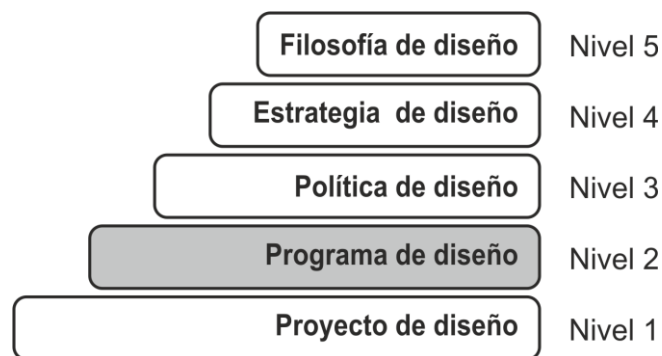 Filosofía de diseño Nivel 5
Estrategia de diseño Nivel 4
Política de diseño Nivel 3
Programa de diseño Nivel 2
Proyecto de diseño Nivel 1